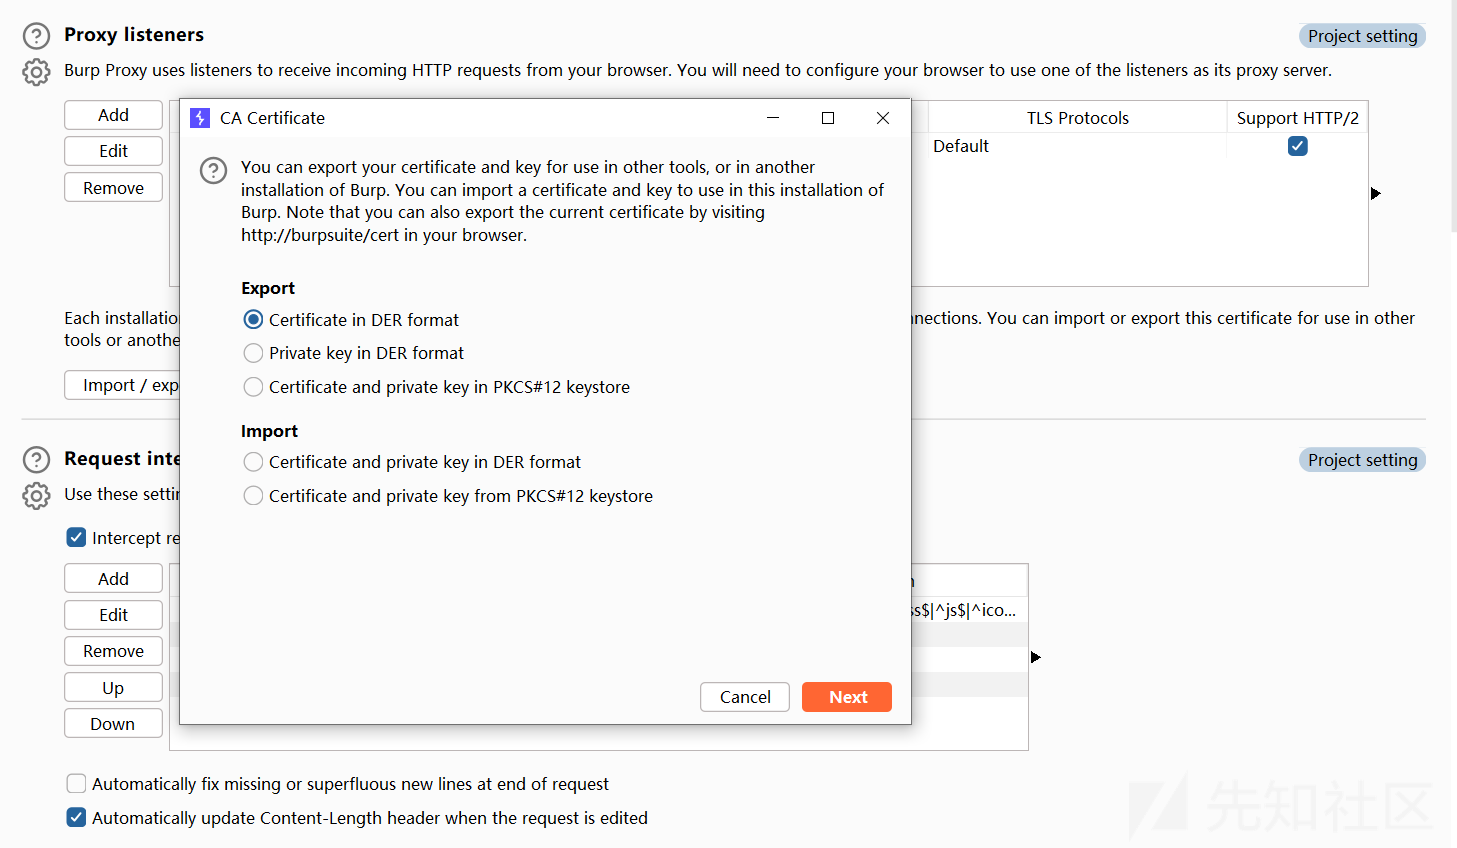 Proxy listeners
Project setting
Burp Proxy uses listeners to receive incoming HTTP requests from your browser. You will need to configure your browser to use one of the listeners as its proxy server.
Add
Edit
Remove
TLS Protocols
Support HTTP/2
Default
CA Certificate
You can export your certificate and key for use in other tools, or in another
installation of Burp. You can import a certificate and key to use in this installation of
Burp. Note that you can also export the current certificate by visiting
http://burpsuite/cert in your browser.
Export
Certificate in DER format
Private key in DER format
Certificate and private key in PKCS#12 keystore
Import
Certificate and private key in DER format
Certificate and private key from PKCS#12 keystore
Cancel
Next
Each installatio
nections. You can import or export this certificate for use in other
tools or anothe
Import / exp
Request inte
Project setting
Use these settin
Intercept re
Add
Edit
Remove
Up
Down
ss$|^js$|^ico...
Automatically fix missing or superfluous new lines at end of request
Automatically update Content-Length header when the request is edited
先知社区